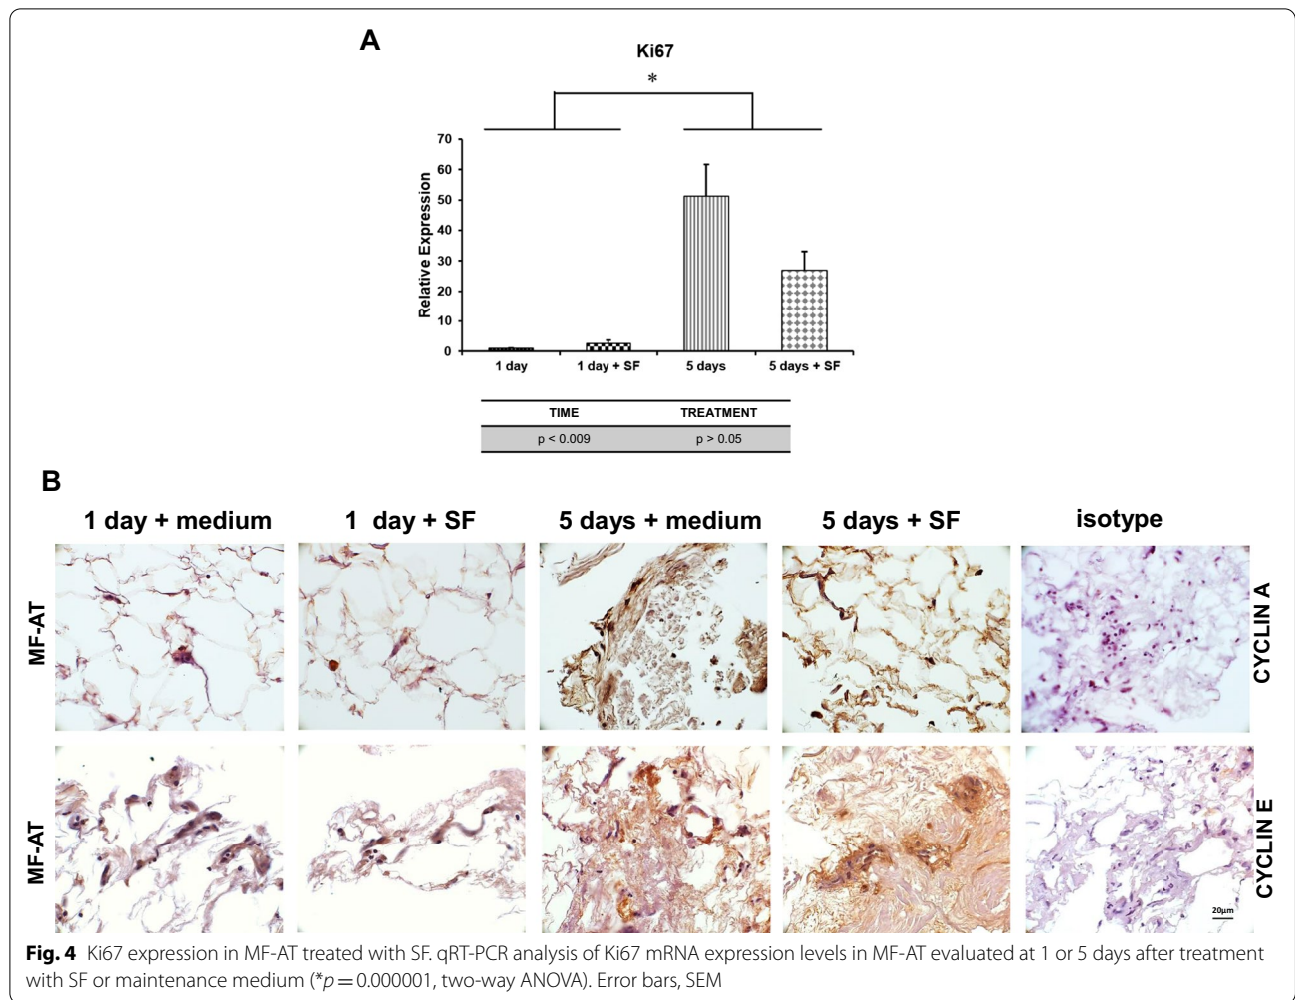 A
Ki67
*
70
60
50
40
30
20
10
0
Relative Expression
1 day
1 day + SF
5 days
5 days + SF
TIME TREATMENT
p < 0.009 p > 0.05
B
1 day + medium
1 day + SF
5 days + medium
5 days + SF
isotype
MF-AT
CYCLIN A
MF-AT
CYCLIN E
20µm
Fig. 4 Ki67 expression in MF-AT treated with SF. qRT-PCR analysis of Ki67 mRNA expression levels in MF-AT evaluated at 1 or 5 days after treatment
with SF or maintenance medium (*p = 0.000001, two-way ANOVA). Error bars, SEM